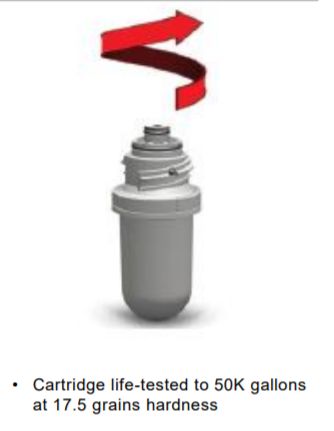 • Cartridge life-tested to 50K gallons
at 17.5 grains hardness